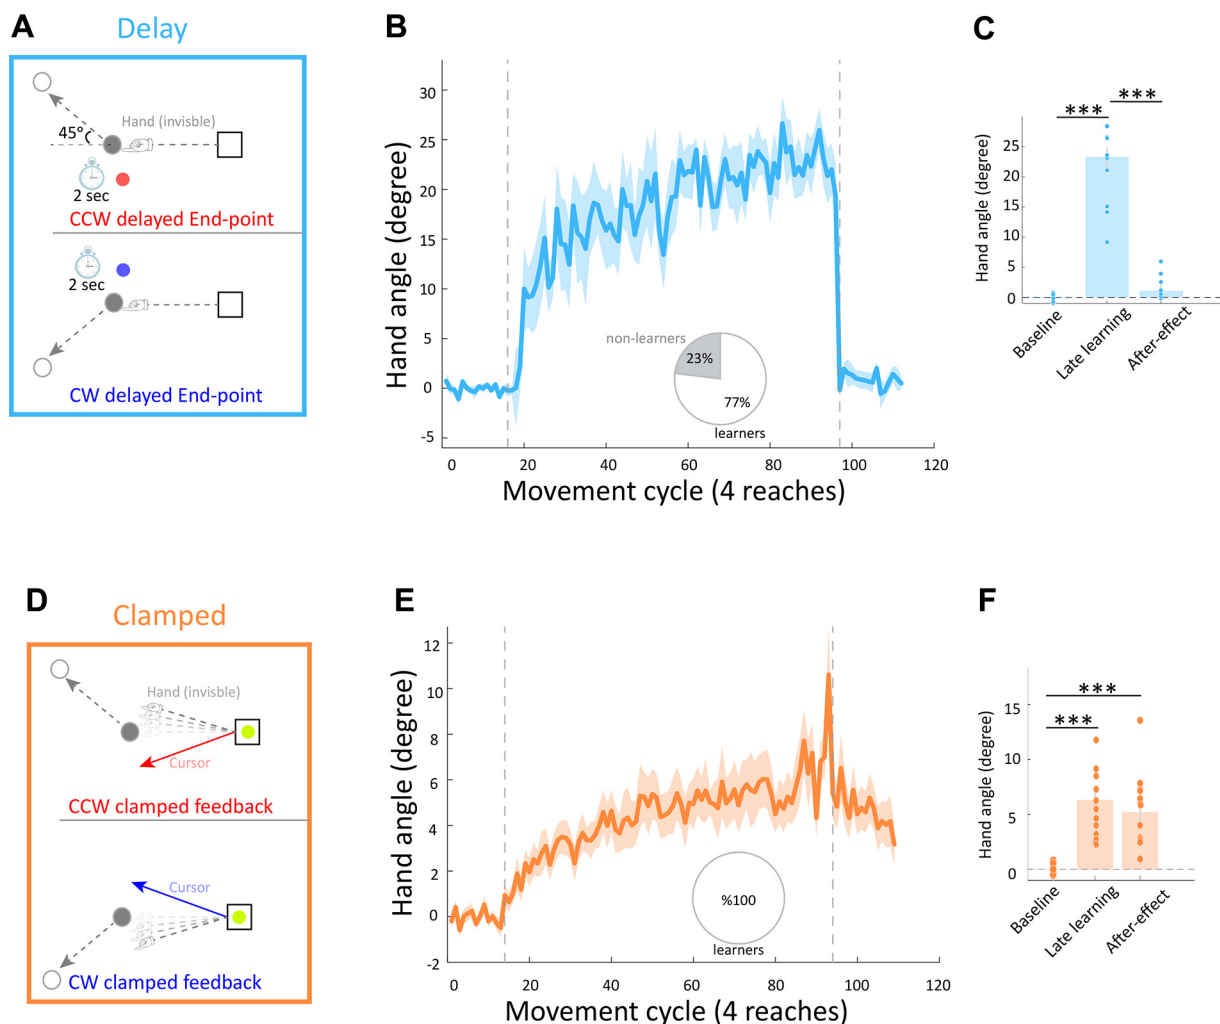 A
Delay
45°
Hand (invisble)
2 sec
CCW delayed End-point
2 sec
CW delayed End-point
B
Hand angle (degree)
30
25
20
15
10
5
0
-5
non-learners
23%
77%
learners
0 20 40 60 80 100 120
Movement cycle (4 reaches)
C
Hand angle (degree)
*** ***
25
20
15
10
5
0
Baseline
Late learning
After-effect
D
Clamped
Hand (invisble)
Cursor
CCW clamped feedback
Cursor
CW clamped feedback
E
Hand angle (degree)
12
10
8
6
4
2
0
-2
%100
learners
0 20 40 60 80 100 120
Movement cycle (4 reaches)
F
Hand angle (degree)
***
***
15
10
5
0
Baseline
Late learning
After-effect